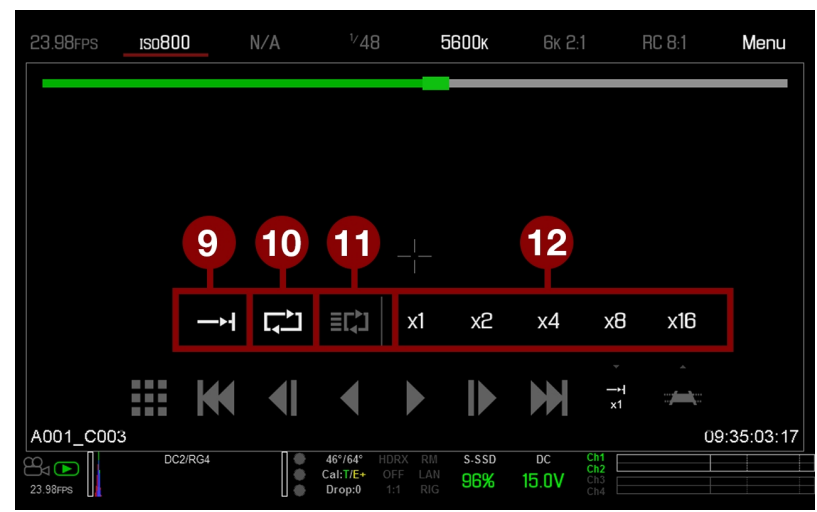 23.98FPS ISO800 N/A 1/48 5600K 6K 2:1 RC 8:1 Menu
9 10 11 12
x1 x2 x4 x8 x16
x1
A001_C003 09:35:03:17
DC2/RG4 46°/64° HDRX RM S-SSD DC Ch1
Cal:T/E+ OFF LAN 96% 15.0V Ch2
23.98FPS Drop:0 1:1 RIG Ch3
Ch4